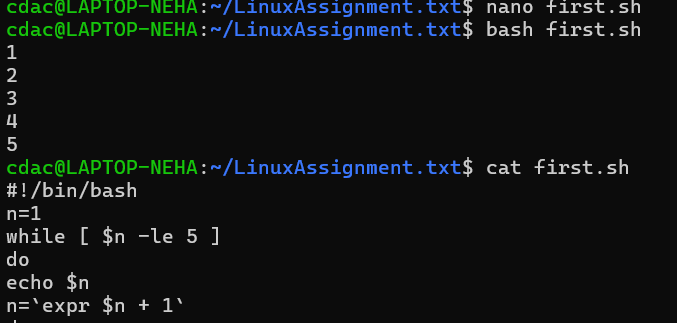 cdac@LAPTOP-NEHA:~/LinuxAssignment.txt$ nano first.sh
cdac@LAPTOP-NEHA:~/LinuxAssignment.txt$ bash first.sh
1
2
3
4
5
cdac@LAPTOP-NEHA:~/LinuxAssignment.txt$ cat first.sh
#!/bin/bash
n=1
while [ $n -le 5 ]
do
echo $n
n=`expr $n + 1`